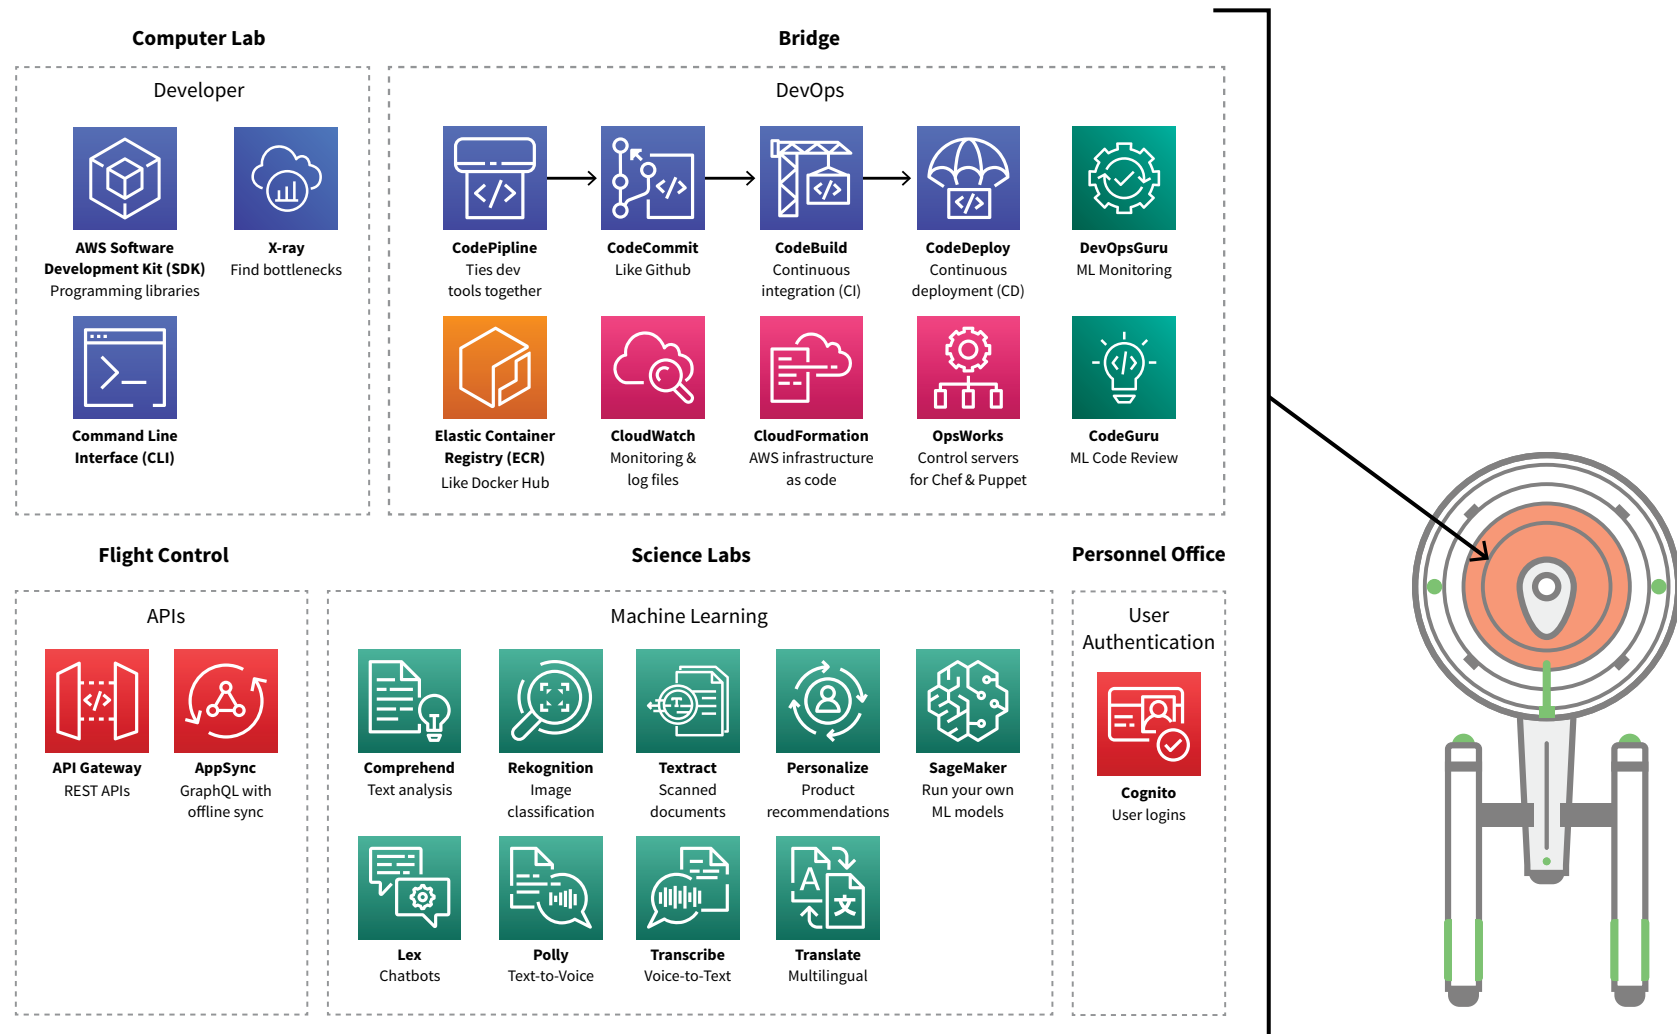 Computer Lab
Developer
AWS Software
Development Kit (SDK)
Programming libraries
X-ray
Find bottlenecks
Command Line
Interface (CLI)
Bridge
DevOps
CodePipline
Ties dev
tools together
CodeCommit
Like Github
CodeBuild
Continuous
integration (CI)
CodeDeploy
Continuous
deployment (CD)
DevOpsGuru
ML Monitoring
Elastic Container
Registry (ECR)
Like Docker Hub
CloudWatch
Monitoring &
log files
CloudFormation
AWS infrastructure
as code
OpsWorks
Control servers
for Chef & Puppet
CodeGuru
ML Code Review
Flight Control
APIs
API Gateway
REST APIs
AppSync
GraphQL with
offline sync
Science Labs
Machine Learning
Comprehend
Text analysis
Rekognition
Image
classification
T
Textract
Scanned
documents
Personalize
Product
recommendations
SageMaker
Run your own
ML models
Lex
Chatbots
Polly
Text-to-Voice
Transcribe
Voice-to-Text
A
文
Translate
Multilingual
Personnel Office
User
Authentication
Cognito
User logins